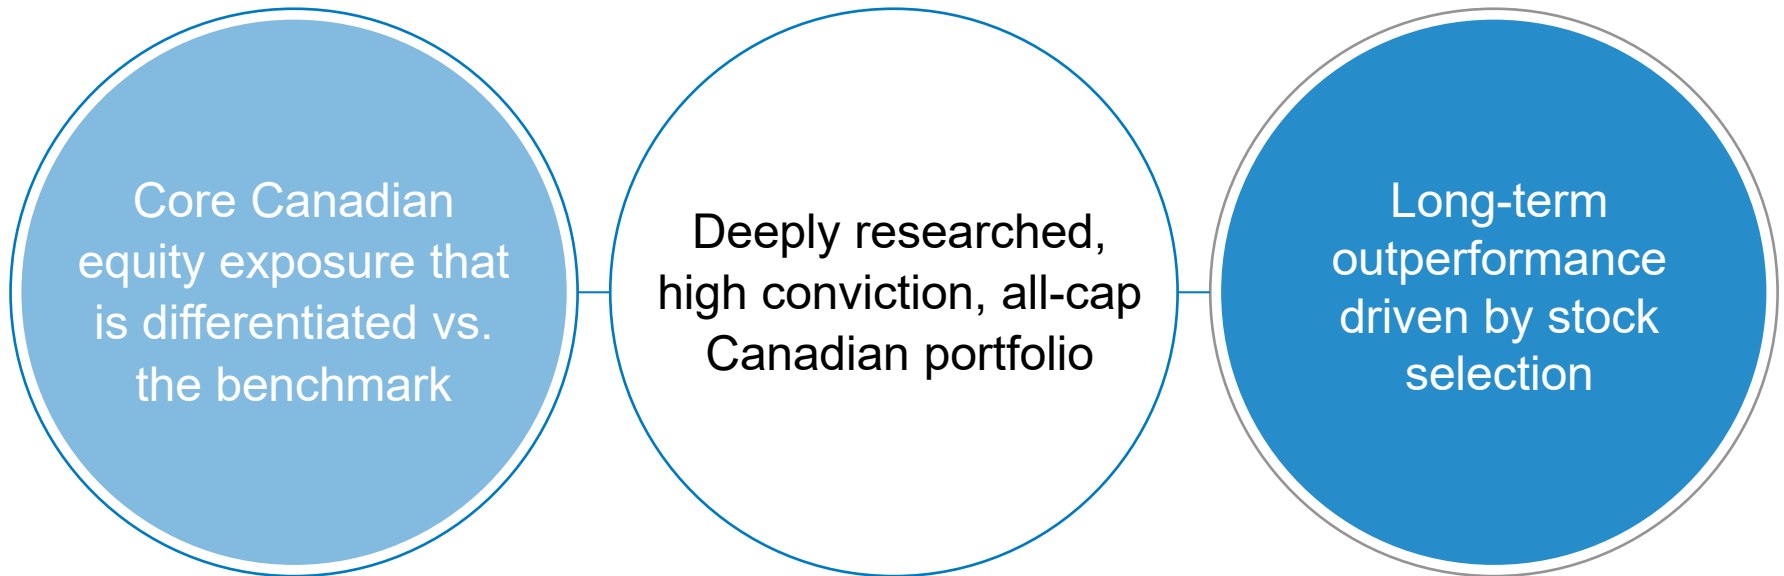 Core Canadian
equity exposure that
is differentiated vs.
the benchmark
Deeply researched,
high conviction, all-cap
Canadian portfolio
Long-term
outperformance
driven by stock
selection